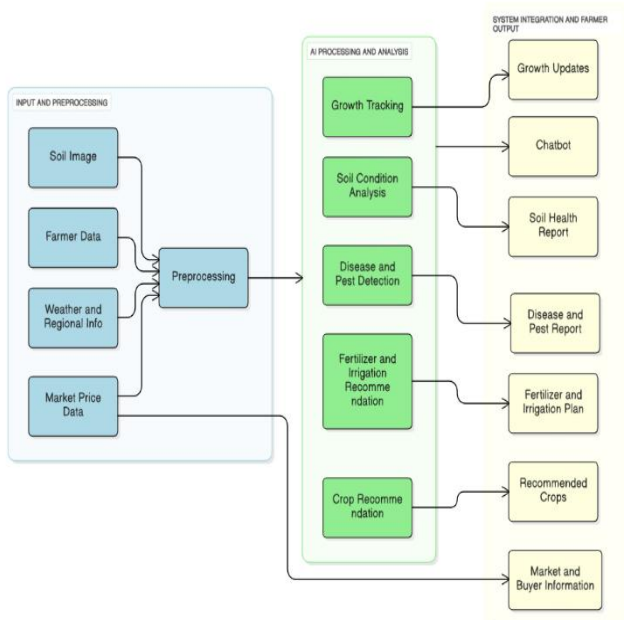 SYSTEM INTEGRATION AND FARMER
OUTPUT
AI PROCESSING AND ANALYSIS
INPUT AND PREPROCESSING
Soil Image
Farmer Data
Weather and
Regional Info
Market Price
Data
Preprocessing
Growth Tracking
Soil Condition
Analysis
Disease and
Pest Detection
Fertilizer and
Irrigation
Recomme
ndation
Crop Recomme
ndation
Growth Updates
Chatbot
Soil Health
Report
Disease and
Pest Report
Fertilizer and
Irrigation Plan
Recommended
Crops
Market and
Buyer Information